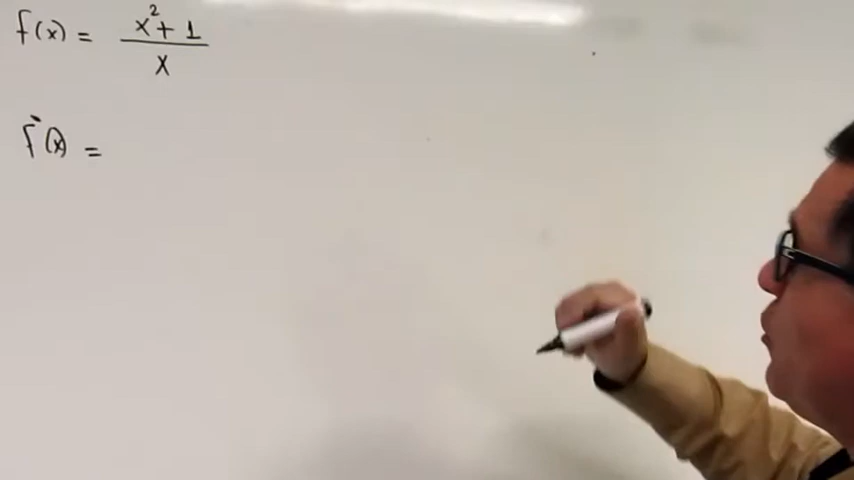 f(x) = (x² + 1) / x
f'(x) =